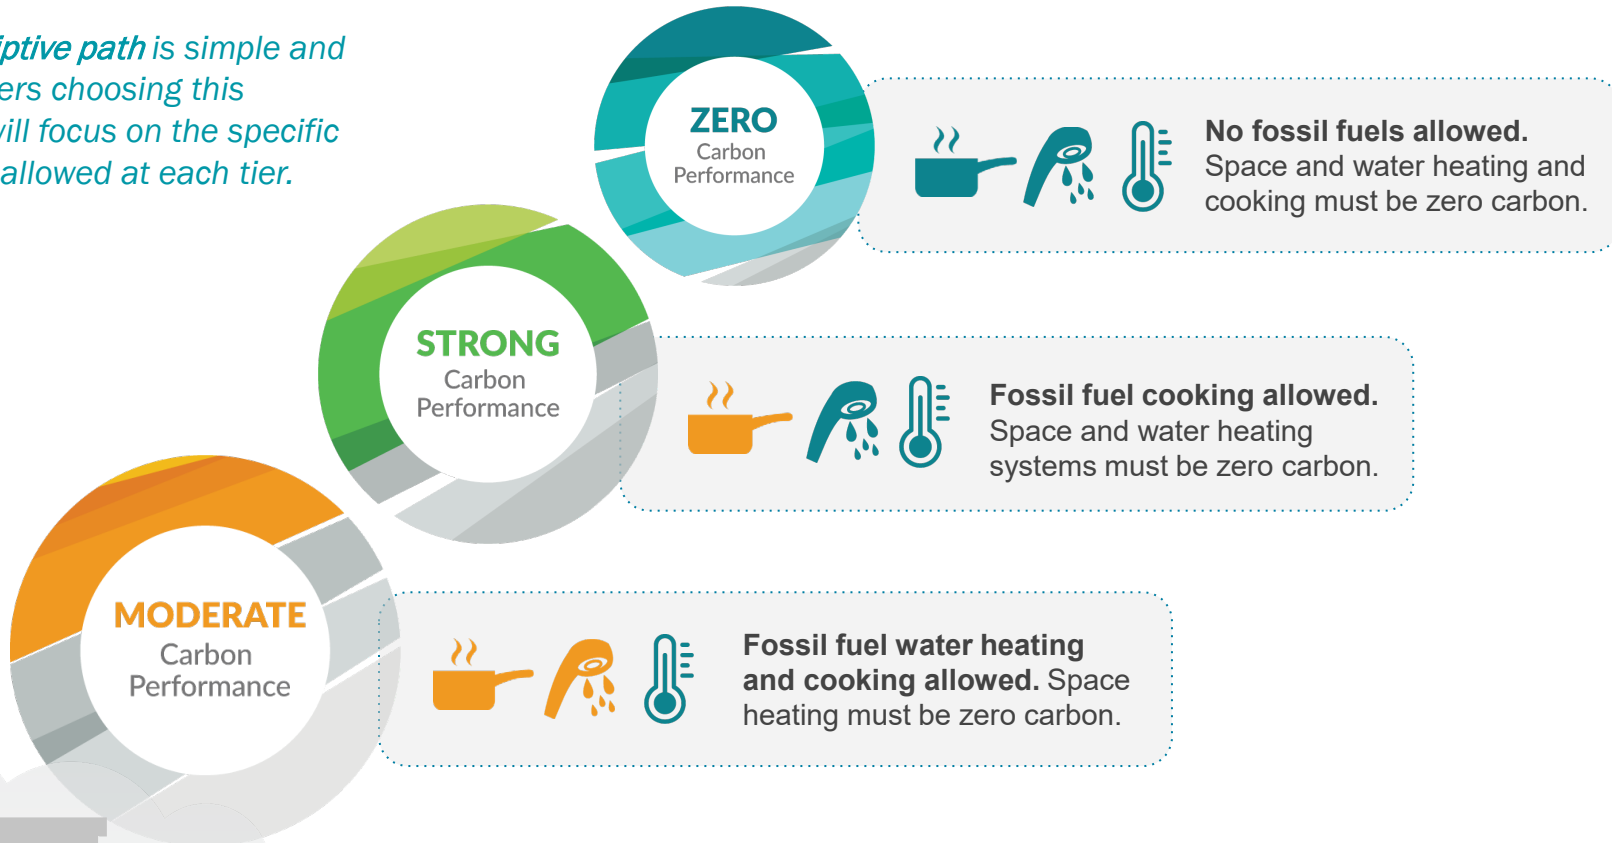 iptive path is simple and
ers choosing this
will focus on the specific
allowed at each tier.
ZERO
Carbon
Performance
No fossil fuels allowed.
Space and water heating and
cooking must be zero carbon.
STRONG
Carbon
Performance
Fossil fuel cooking allowed.
Space and water heating
systems must be zero carbon.
MODERATE
Carbon
Performance
Fossil fuel water heating
and cooking allowed. Space
heating must be zero carbon.